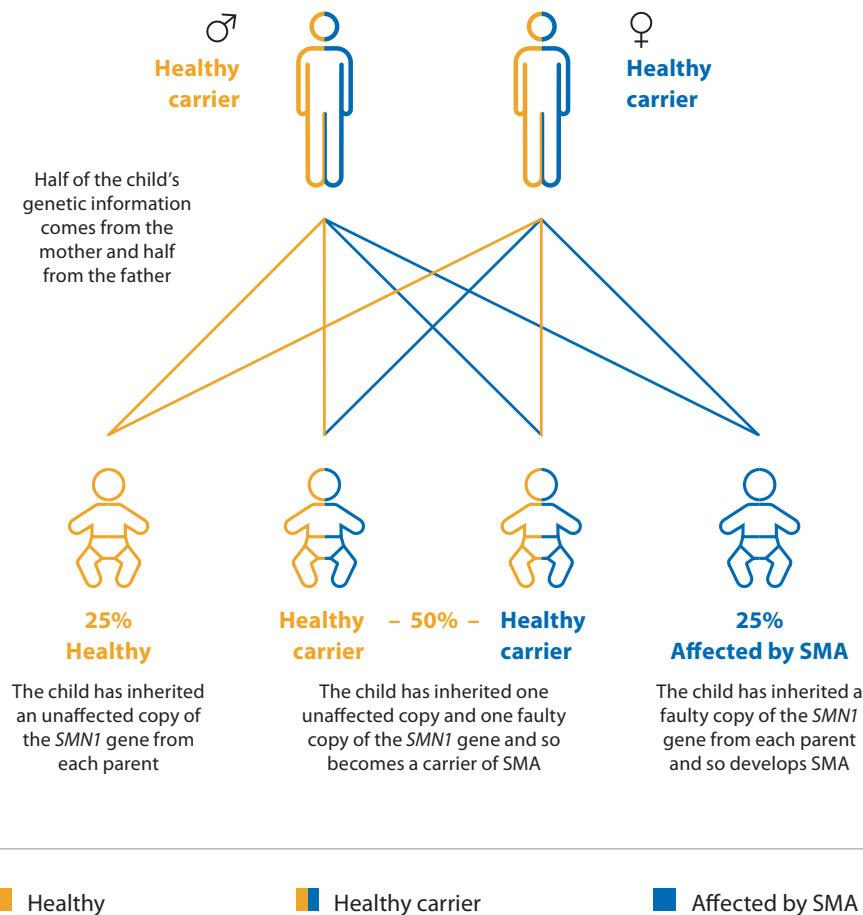 ♂
Healthy
carrier
♀
Healthy
carrier
Half of the child's
genetic information
comes from the
mother and half
from the father
25%
Healthy
The child has inherited
an unaffected copy of
the SMN1 gene from
each parent
Healthy – 50% – Healthy
carrier carrier
The child has inherited one
unaffected copy and one faulty
copy of the SMN1 gene and so
becomes a carrier of SMA
25%
Affected by SMA
The child has inherited a
faulty copy of the SMN1
gene from each parent
and so develops SMA
Healthy
Healthy carrier
Affected by SMA